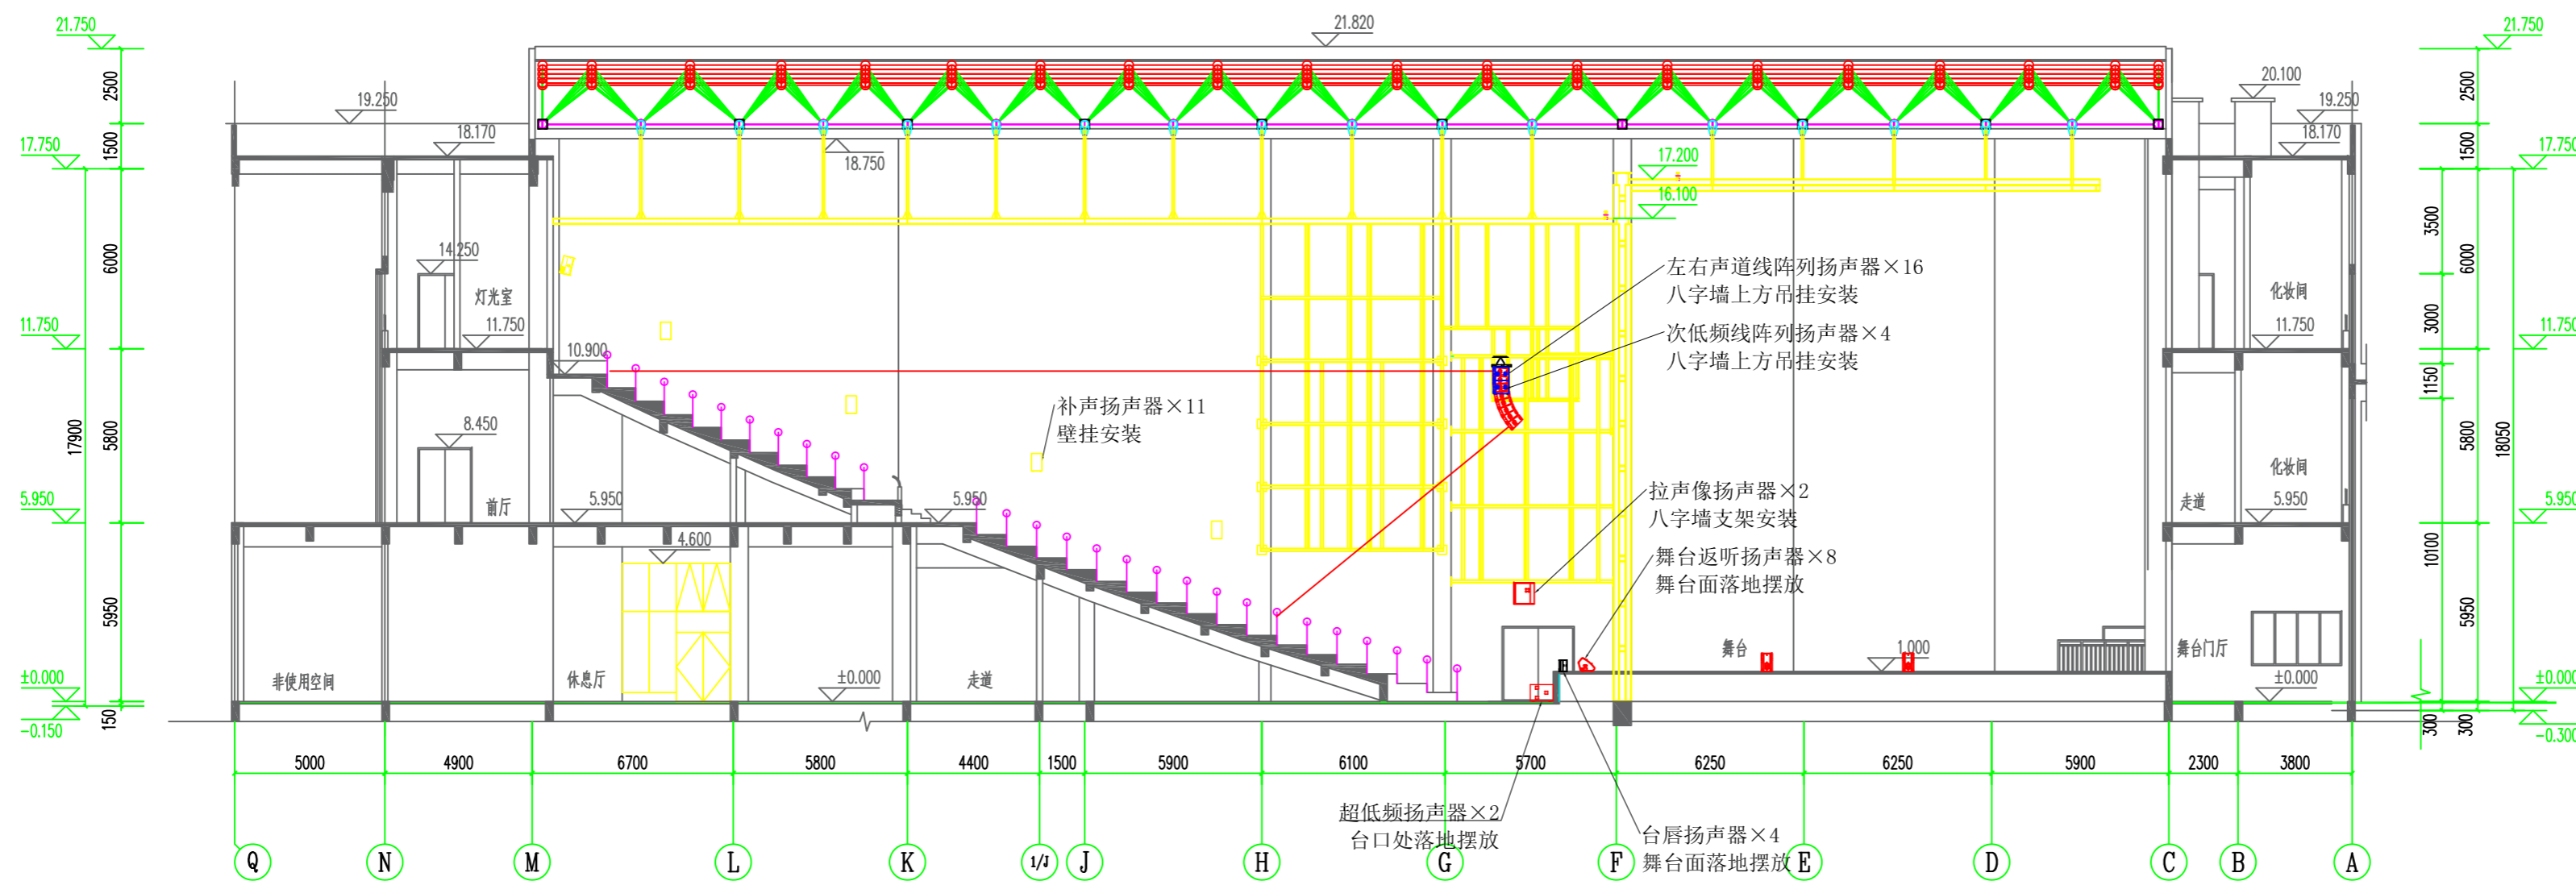 21.750
21.820
21.750
2500
2500
2500
19.250
20.100
19.250
18.170
18.170
1500
1500
1500
17.750
18.750
17.200
17.750
16.100
6000
14.250
灯光室
11.750
11.750
左右声道线阵列扬声器×16
八字墙上方吊挂安装
次低频线阵列扬声器×4
八字墙上方吊挂安装
3500
6000
化妆间
3000
11.750
11.750
10.900
补声扬声器×11
壁挂安装
1150
17900
5800
8.450
5800
18050
化妆间
5.950
前厅
5.950
5.950
拉声像扬声器×2
八字墙支架安装
走道
5.950
5.950
4.600
舞台返听扬声器×8
舞台面落地摆放
10100
5950
5950
非使用空间
休息厅
走道
舞台
1.000
舞台门厅
±0.000
±0.000
±0.000
±0.000
-0.150
150
300
300
-0.300
5000
4900
6700
5800
4400
1500
5900
6100
5700
6250
6250
5900
2300
3800
超低频扬声器×2
台口处落地摆放
台唇扬声器×4
舞台面落地摆放
Q
N
M
L
K
1/J
J
H
G
F
E
D
C
B
A